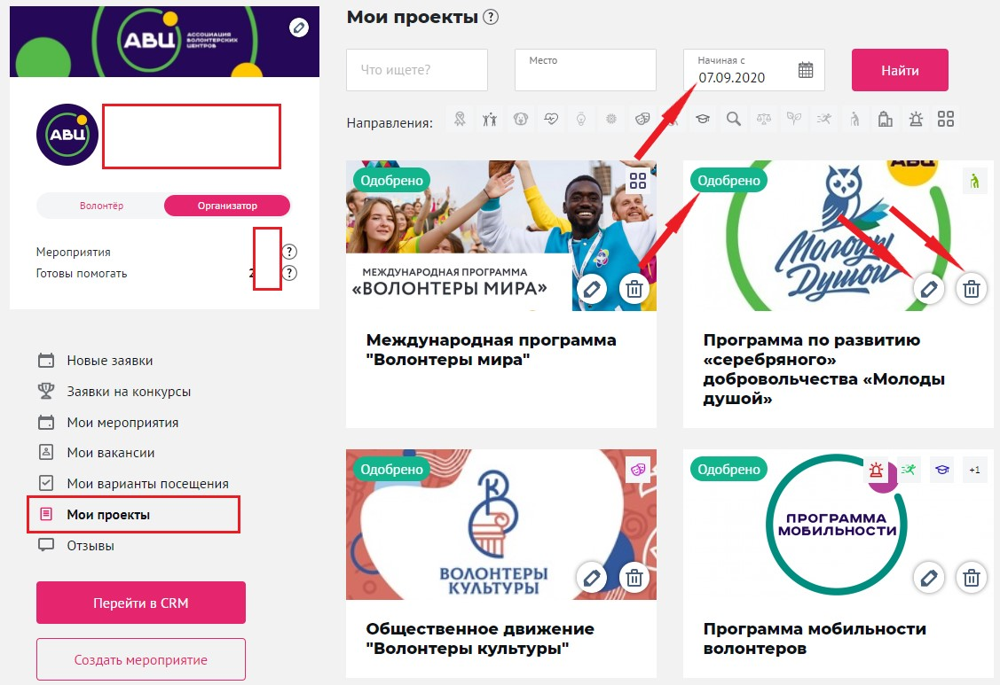 АВЦ
АССОЦИАЦИЯ
ВОЛОНТЕРСКИХ
ЦЕНТРОВ
АВЦ
Волонтёр
Организатор
Мероприятия
?
Готовы помогать
2
?
Новые заявки
Заявки на конкурсы
Мои мероприятия
Мои вакансии
Мои варианты посещения
Мои проекты
Отзывы
Перейти в CRM
Создать мероприятие
Мои проекты ?
Что ищете?
Место
Начиная с
07.09.2020
Найти
Направления:
Одобрено
МЕЖДУНАРОДНАЯ ПРОГРАММА
«ВОЛОНТЕРЫ МИРА»
Международная программа
"Волонтеры мира"
Одобрено
АВЦ
Молоды
Душой
Программа по развитию
«серебряного»
добровольчества «Молоды
душой»
Одобрено
ВОЛОНТЕРЫ
КУЛЬТУРЫ
Общественное движение
"Волонтеры культуры"
Одобрено
+1
ПРОГРАММА
МОБИЛЬНОСТИ
Программа мобильности
волонтеров